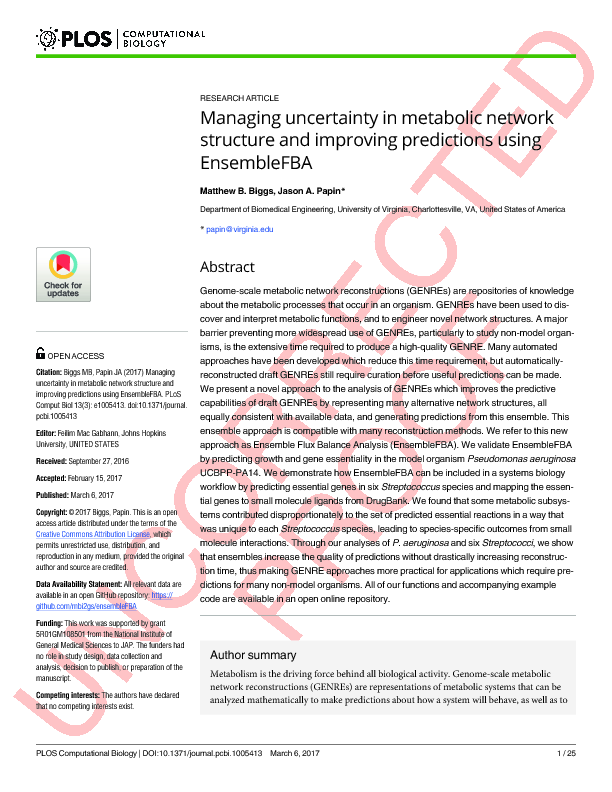 PLOS COMPUTATIONAL
BIOLOGY
RESEARCH ARTICLE
Managing uncertainty in metabolic network
structure and improving predictions using
EnsembleFBA
Matthew B. Biggs, Jason A. Papin*
Department of Biomedical Engineering, University of Virginia, Charlottesville, VA, United States of America
* papin@virginia.edu
Abstract
Genome-scale metabolic network reconstructions (GENREs) are repositories of knowledge
about the metabolic processes that occur in an organism. GENREs have been used to dis-
cover and interpret metabolic functions, and to engineer novel network structures. A major
barrier preventing more widespread use of GENREs, particularly to study non-model organ-
isms, is the extensive time required to produce a high-quality GENRE. Many automated
approaches have been developed which reduce this time requirement, but automatically-
reconstructed draft GENREs still require curation before useful predictions can be made.
We present a novel approach to the analysis of GENREs which improves the predictive
capabilities of draft GENREs by representing many alternative network structures, all
equally consistent with available data, and generating predictions from this ensemble. This
ensemble approach is compatible with many reconstruction methods. We refer to this new
approach as Ensemble Flux Balance Analysis (EnsembleFBA). We validate EnsembleFBA
by predicting growth and gene essentiality in the model organism Pseudomonas aeruginosa
UCBPP-PA14. We demonstrate how EnsembleFBA can be included in a systems biology
workflow by predicting essential genes in six Streptococcus species and mapping the essen-
tial genes to small molecule ligands from DrugBank. We found that some metabolic subsys-
tems contributed disproportionately to the set of predicted essential reactions in a way that
was unique to each Streptococcus species, leading to species-specific outcomes from small
molecule interactions. Through our analyses of P. aeruginosa and six Streptococci, we show
that ensembles increase the quality of predictions without drastically increasing reconstruc-
tion time, thus making GENRE approaches more practical for applications which require pre-
dictions for many non-model organisms. All of our functions and accompanying example
code are available in an open online repository.
Author summary
Metabolism is the driving force behind all biological activity. Genome-scale metabolic
network reconstructions (GENREs) are representations of metabolic systems that can be
analyzed mathematically to make predictions about how a system will behave, as well as to
Check for
updates
OPEN ACCESS
Citation: Biggs MB, Papin JA (2017) Managing
uncertainty in metabolic network structure and
improving predictions using EnsembleFBA. PLoS
Comput Biol 13(3): e1005413. doi:10.1371/journal.
pcbi.1005413
Editor: Feilim Mac Gabhann, Johns Hopkins
University, UNITED STATES
Received: September 27, 2016
Accepted: February 15, 2017
Published: March 6, 2017
Copyright: © 2017 Biggs, Papin. This is an open
access article distributed under the terms of the
Creative Commons Attribution License, which
permits unrestricted use, distribution, and
reproduction in any medium, provided the original
author and source are credited.
Data Availability Statement: All relevant data are
available in an open GitHub repository: https://
github.com/mbi2gs/ensembleFBA
Funding: This work was supported by grant
5R01GM108501 from the National Institute of
General Medical Sciences to JAP. The funders had
no role in study design, data collection and
analysis, decision to publish, or preparation of the
manuscript.
Competing interests: The authors have declared
that no competing interests exist.
UNCORRECTED
PROOF
PLOS Computational Biology | DOI:10.1371/journal.pcbi.1005413 March 6, 2017 1 / 25